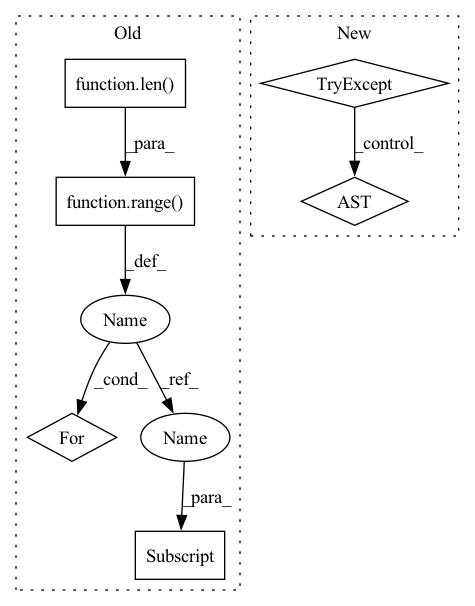 Old
New
function.len()
TryExcept
_para_
_control_
function.range()
AST
_def_
Name
_cond_
_ref_
For
Name
_para_
Subscript